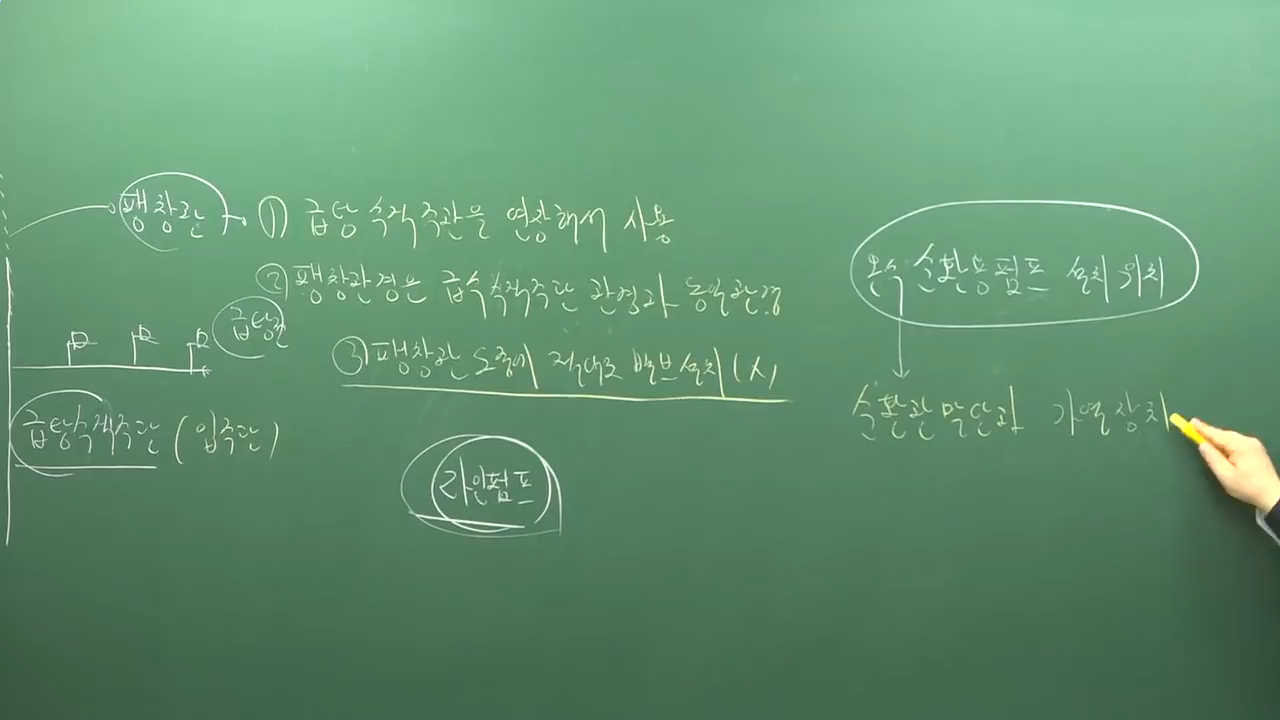 팽창관
① 급탕 수직 주관을 연장해서 사용
② 팽창관경은 급수수직주관 관경과 동일관경
급탕관
③ 팽창관 도중에 절대로 밸브설치 (X)
급탕수직주관 (입주관)
라인펌프
온수 순환용펌프 설치위치
순환관말단과 가열장치